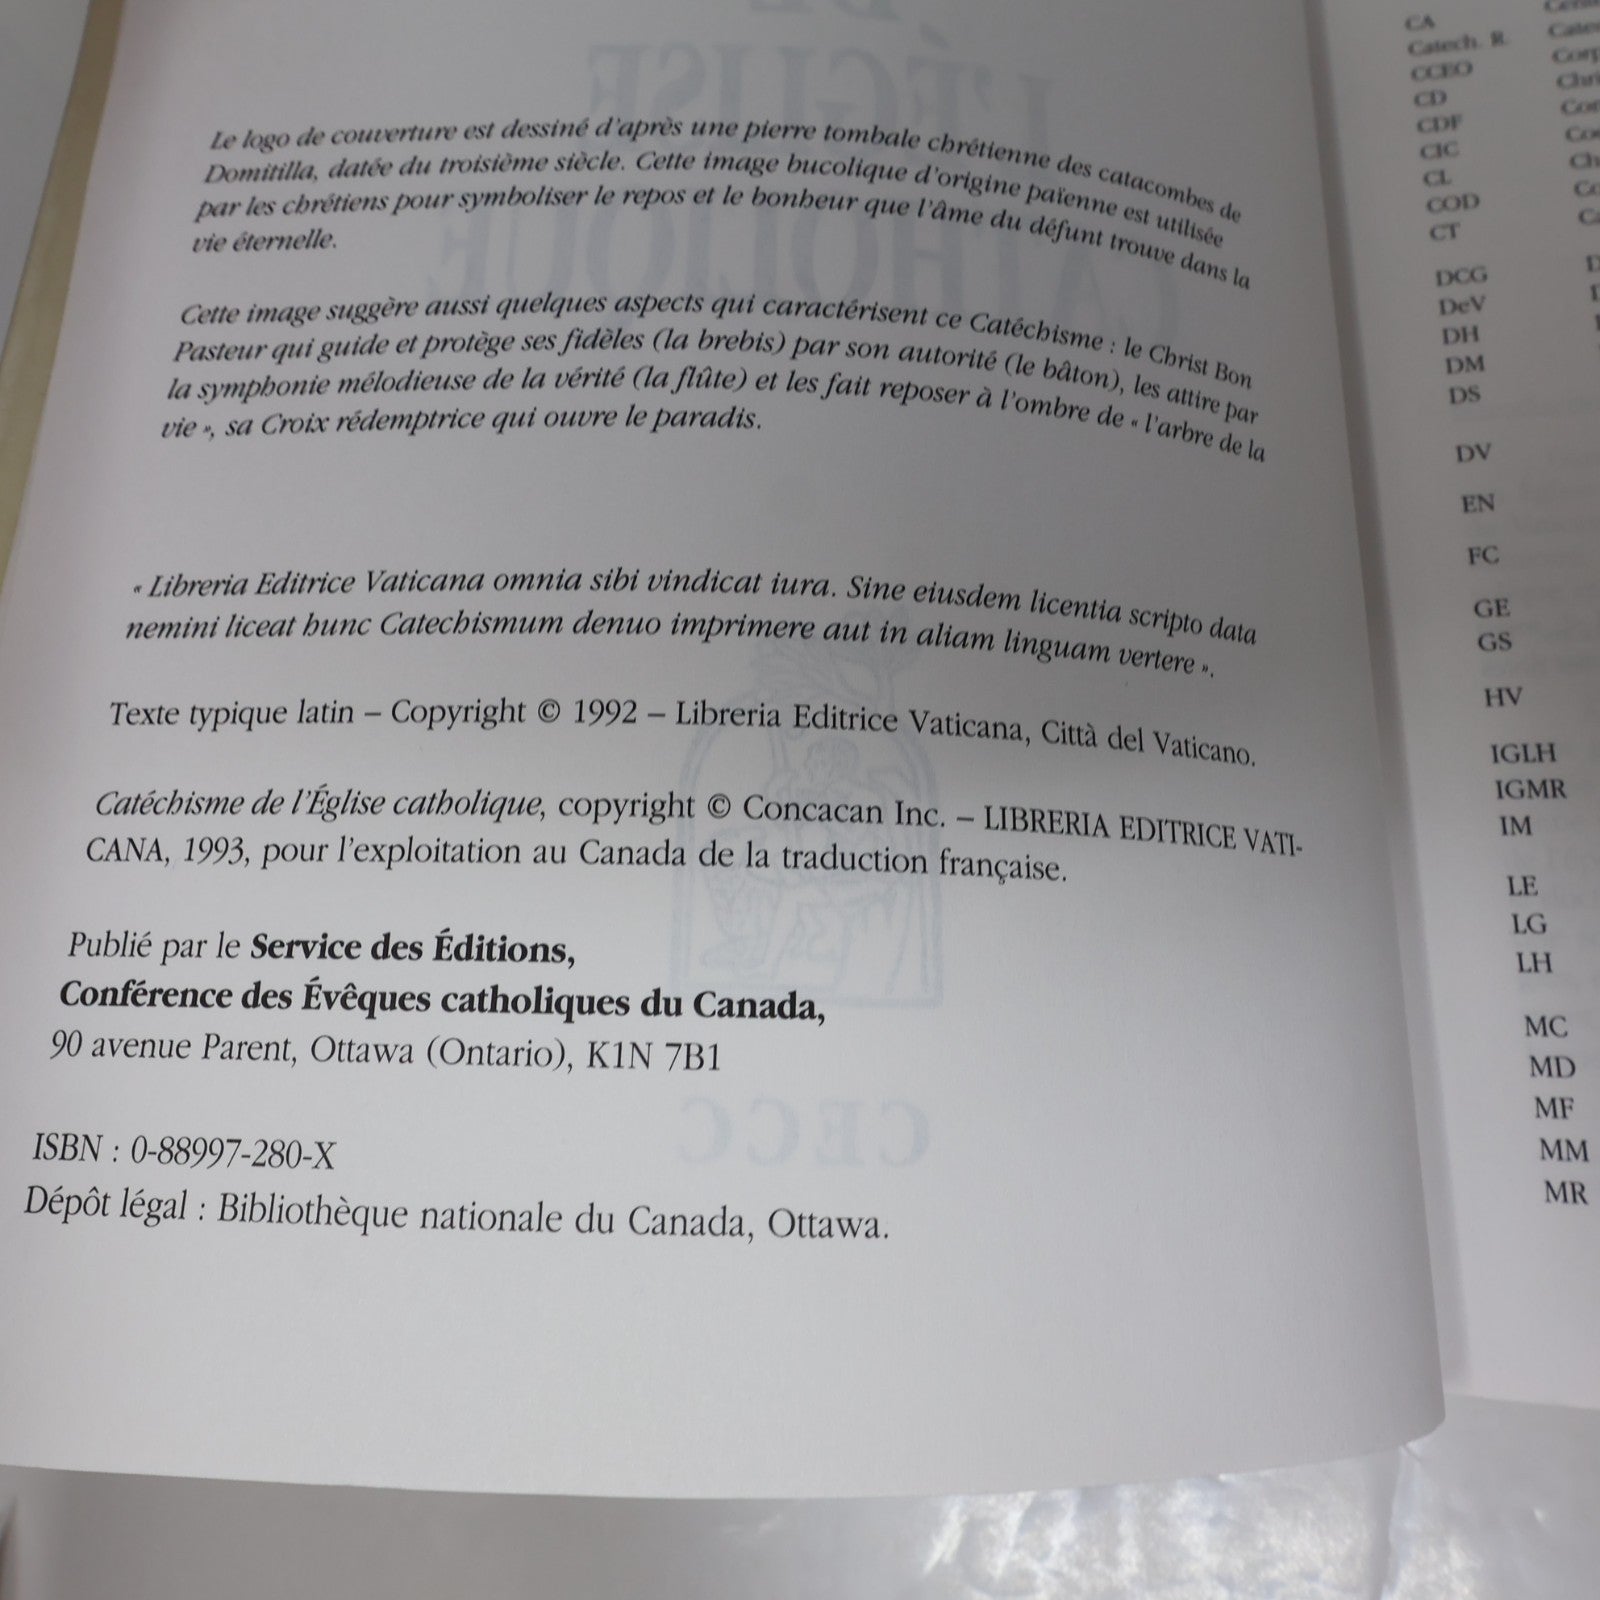 Le logo de couverture est dessiné d'après une pierre tombale chrétienne des catacombes de
Domitilla, datée du troisième siècle. Cette image bucolique d'origine païenne est utilisée
par les chrétiens pour symboliser le repos et le bonheur que l'âme du défunt trouve dans la
vie éternelle.
Cette image suggère aussi quelques aspects qui caractérisent ce Catéchisme : le Christ Bon
Pasteur qui guide et protège ses fidèles (la brebis) par son autorité (le bâton), les attire par
la symphonie mélodieuse de la vérité (la flûte) et les fait reposer à l'ombre de « l'arbre de la
vie », sa Croix rédemptrice qui ouvre le paradis.
« Libreria Editrice Vaticana omnia sibi vindicat iura. Sine eiusdem licentia scripto data
nemini liceat hunc Catechismum denuo imprimere aut in aliam linguam vertere ».
Texte typique latin – Copyright © 1992 – Libreria Editrice Vaticana, Città del Vaticano.
Catéchisme de l'Église catholique, copyright © Concacan Inc. – LIBRERIA EDITRICE VATI-
CANA, 1993, pour l'exploitation au Canada de la traduction française.
Publié par le Service des Éditions,
Conférence des Évêques catholiques du Canada,
90 avenue Parent, Ottawa (Ontario), K1N 7B1
ISBN : 0-88997-280-X
Dépôt légal : Bibliothèque nationale du Canada, Ottawa.
CA
Catech. R.
CCEO
CD
CDF
CIC
CL
COD
CT
DCG
DeV
DH
DM
DS
DV
EN
FC
GE
GS
HV
IGLH
IGMR
IM
LE
LG
LH
MC
MD
MF
MM
MR